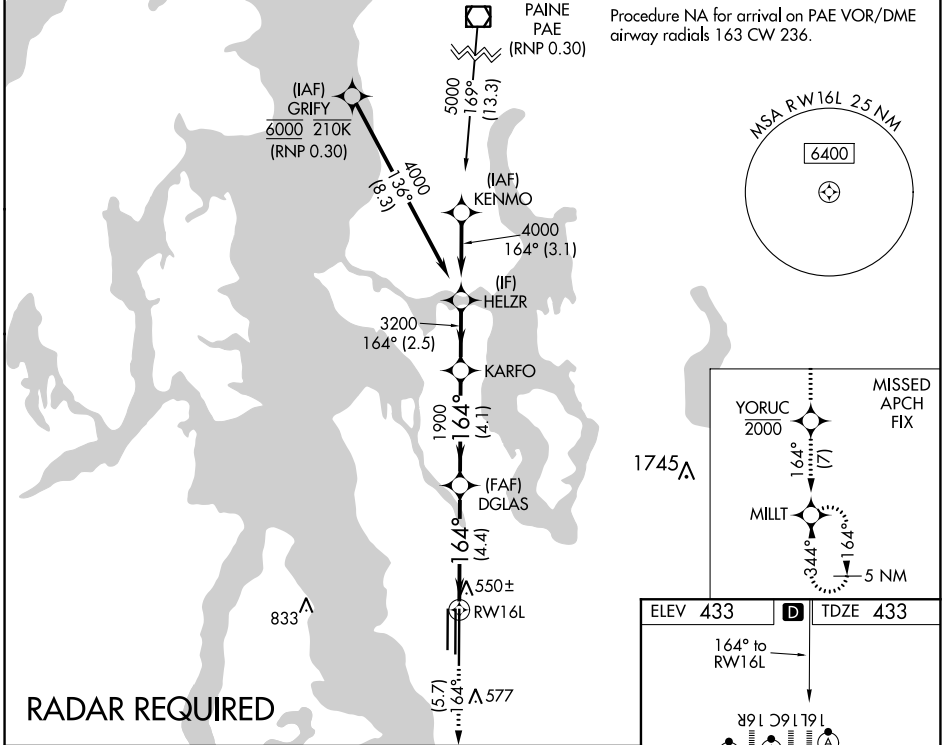 PAINE
PAE
(RNP 0.30)
Procedure NA for arrival on PAE VOR/DME
airway radials 163 CW 236.
(IAF)
GRIFY
6000 210K
(RNP 0.30)
5000
169°
(13.3)
MSA RW16L 25 NM
6400
4000
136°
(8.3)
(IAF)
KENMO
4000
164° (3.1)
(IF)
HELZR
3200
164° (2.5)
KARFO
1900
164°
(4.1)
MISSED
APCH
FIX
YORUC
2000
164°
(7)
1745
(FAF)
DGLAS
MILLT
344°
164°
5 NM
164°
(4.4)
550±
RW16L
833
ELEV 433
D
TDZE 433
164° to
RW16L
(5.7)
164°
577
RADAR REQUIRED
16L
16C
16R
A